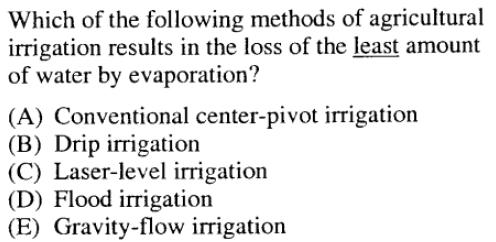 Which of the following methods of agricultural
irrigation results in the loss of the least amount
of water by evaporation?
(A) Conventional center-pivot irrigation
(B) Drip irrigation
(C) Laser-level irrigation
(D) Flood irrigation
(E) Gravity-flow irrigation